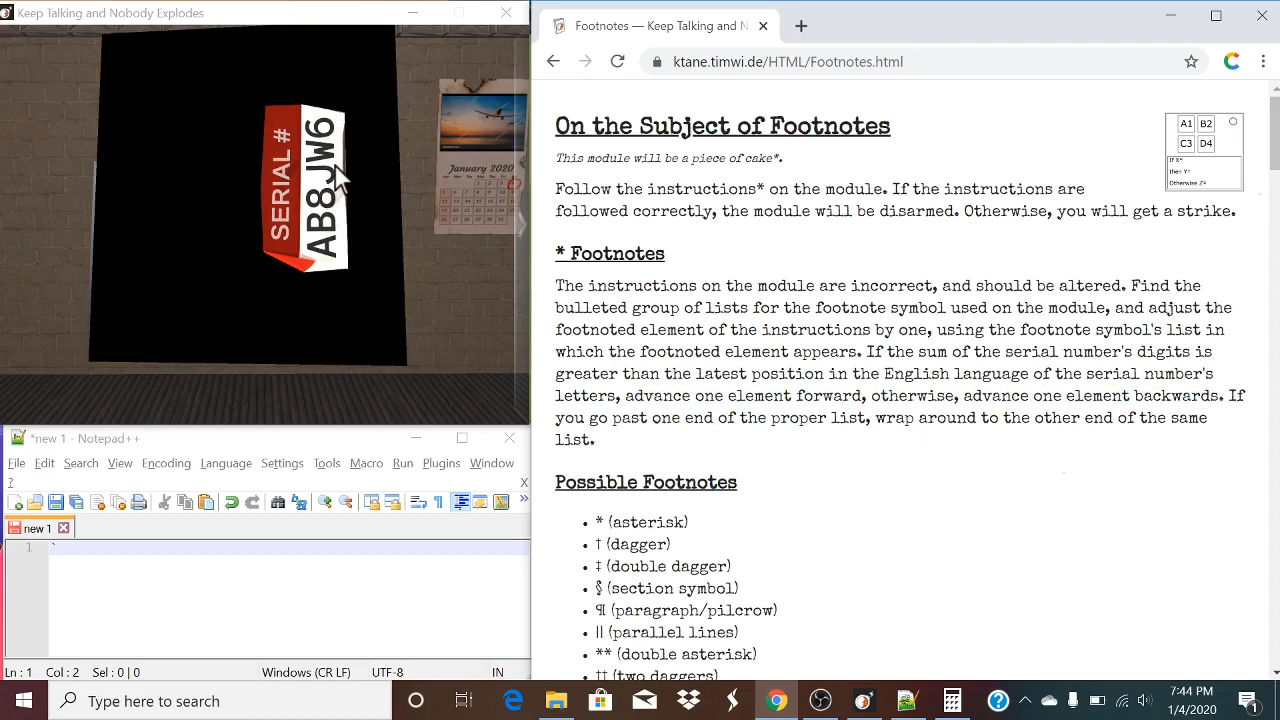 Keep Talking and Nobody Explodes
SERIAL #
AB8JW6
January 2020
*new 1 - Notepad++
File Edit Search View Encoding Language Settings Tools Macro Run Plugins Window
? X
new 1
1 `
Ln : 1 Col : 2 Sel : 0 | 0 Windows (CR LF) UTF-8 IN
Footnotes — Keep Talking and N
ktane.timwi.de/HTML/Footnotes.html
On the Subject of Footnotes
A1 B2
C3 D4
If X*
then Y†
Otherwise Z‡
This module will be a piece of cake*.
Follow the instructions* on the module. If the instructions are
followed correctly, the module will be disarmed. Otherwise, you will get a strike.
* Footnotes
The instructions on the module are incorrect, and should be altered. Find the
bulleted group of lists for the footnote symbol used on the module, and adjust the
footnoted element of the instructions by one, using the footnote symbol's list in
which the footnoted element appears. If the sum of the serial number's digits is
greater than the latest position in the English language of the serial number's
letters, advance one element forward, otherwise, advance one element backwards. If
you go past one end of the proper list, wrap around to the other end of the same
list.
Possible Footnotes
• * (asterisk)
• † (dagger)
• ‡ (double dagger)
• § (section symbol)
• ¶ (paragraph/pilcrow)
• || (parallel lines)
• ** (double asterisk)
• †† (two daggers)
Type here to search
7:44 PM
1/4/2020